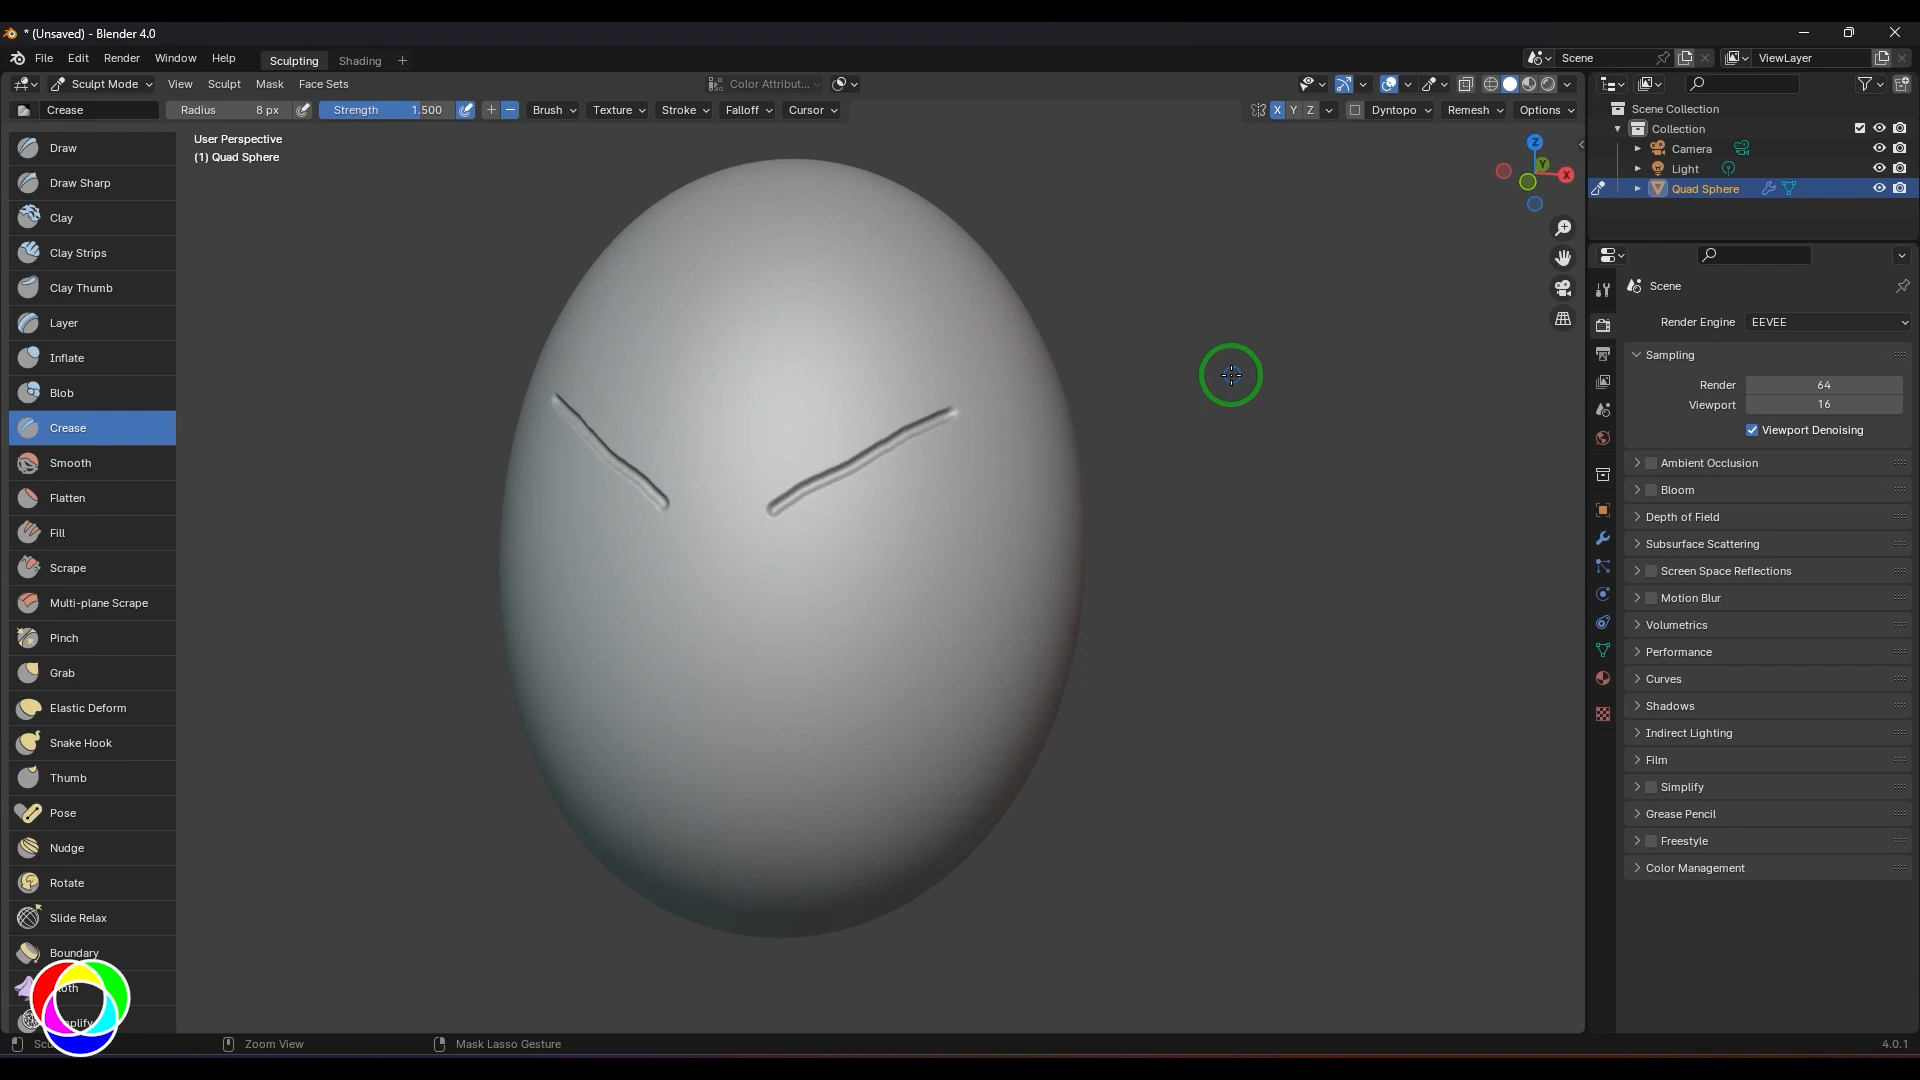 * (Unsaved) - Blender 4.0
File Edit Render Window Help Sculpting Shading + Scene ViewLayer
Sculpt Mode View Sculpt Mask Face Sets Color Attribut...
Crease Radius 8 px Strength 1.500 Brush Texture Stroke Falloff Cursor X Y Z Dyntopo Remesh Options
User Perspective
(1) Quad Sphere
Z
Y
X
Draw
Draw Sharp
Clay
Clay Strips
Clay Thumb
Layer
Inflate
Blob
Crease
Smooth
Flatten
Fill
Scrape
Multi-plane Scrape
Pinch
Grab
Elastic Deform
Snake Hook
Thumb
Pose
Nudge
Rotate
Slide Relax
Boundary
Scene Collection
Collection
Camera
Light
Quad Sphere
Scene
Render Engine EEVEE
Sampling
Render 64
Viewport 16
Viewport Denoising
Ambient Occlusion
Bloom
Depth of Field
Subsurface Scattering
Screen Space Reflections
Motion Blur
Volumetrics
Performance
Curves
Shadows
Indirect Lighting
Film
Simplify
Grease Pencil
Freestyle
Color Management
Zoom View Mask Lasso Gesture 4.0.1